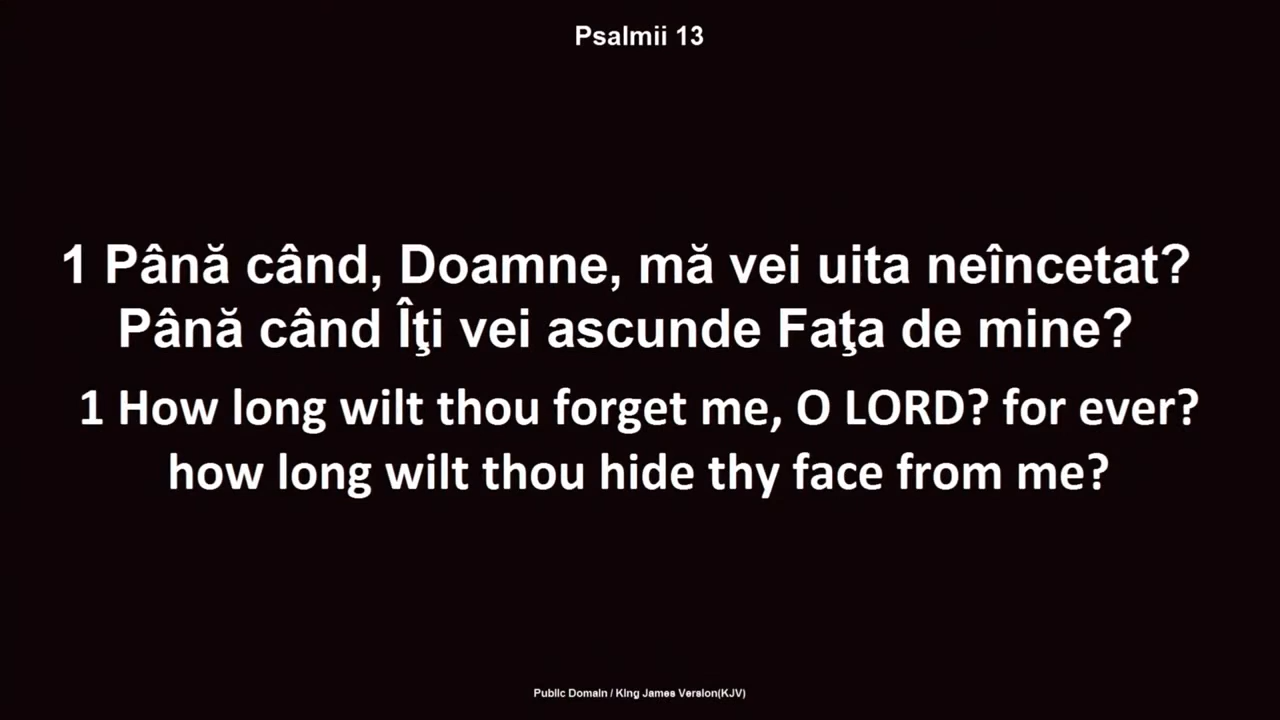 Psalmii 13
1 Până când, Doamne, mă vei uita neîncetat?
Până când Îţi vei ascunde Faţa de mine?
1 How long wilt thou forget me, O LORD? for ever?
how long wilt thou hide thy face from me?
Public Domain / King James Version(KJV)